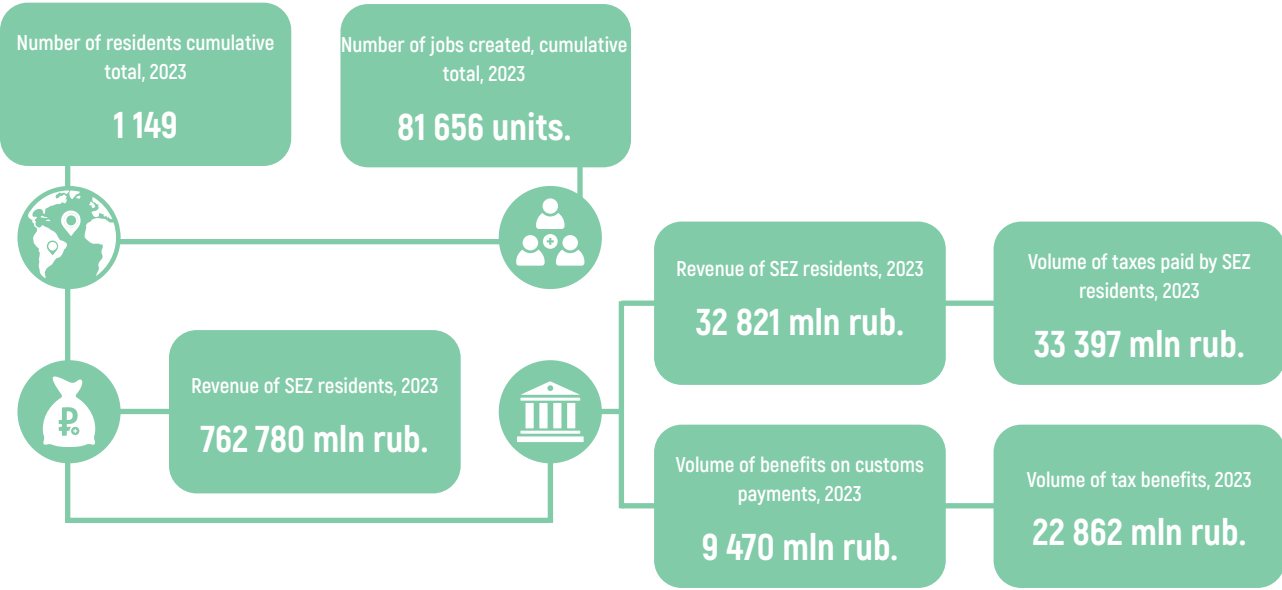 Number of residents cumulative
total, 2023
1 149
Number of jobs created, cumulative
total, 2023
81 656 units.
Revenue of SEZ residents, 2023
32 821 mln rub.
Volume of taxes paid by SEZ
residents, 2023
33 397 mln rub.
Revenue of SEZ residents, 2023
762 780 mln rub.
Volume of benefits on customs
payments, 2023
9 470 mln rub.
Volume of tax benefits, 2023
22 862 mln rub.